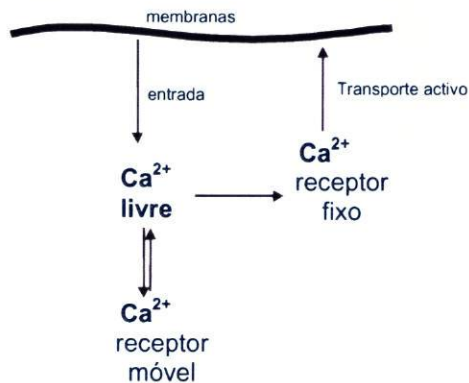 membranas
entrada
Transporte activo
Ca²⁺
livre
Ca²⁺
receptor
fixo
Ca²⁺
receptor
móvel